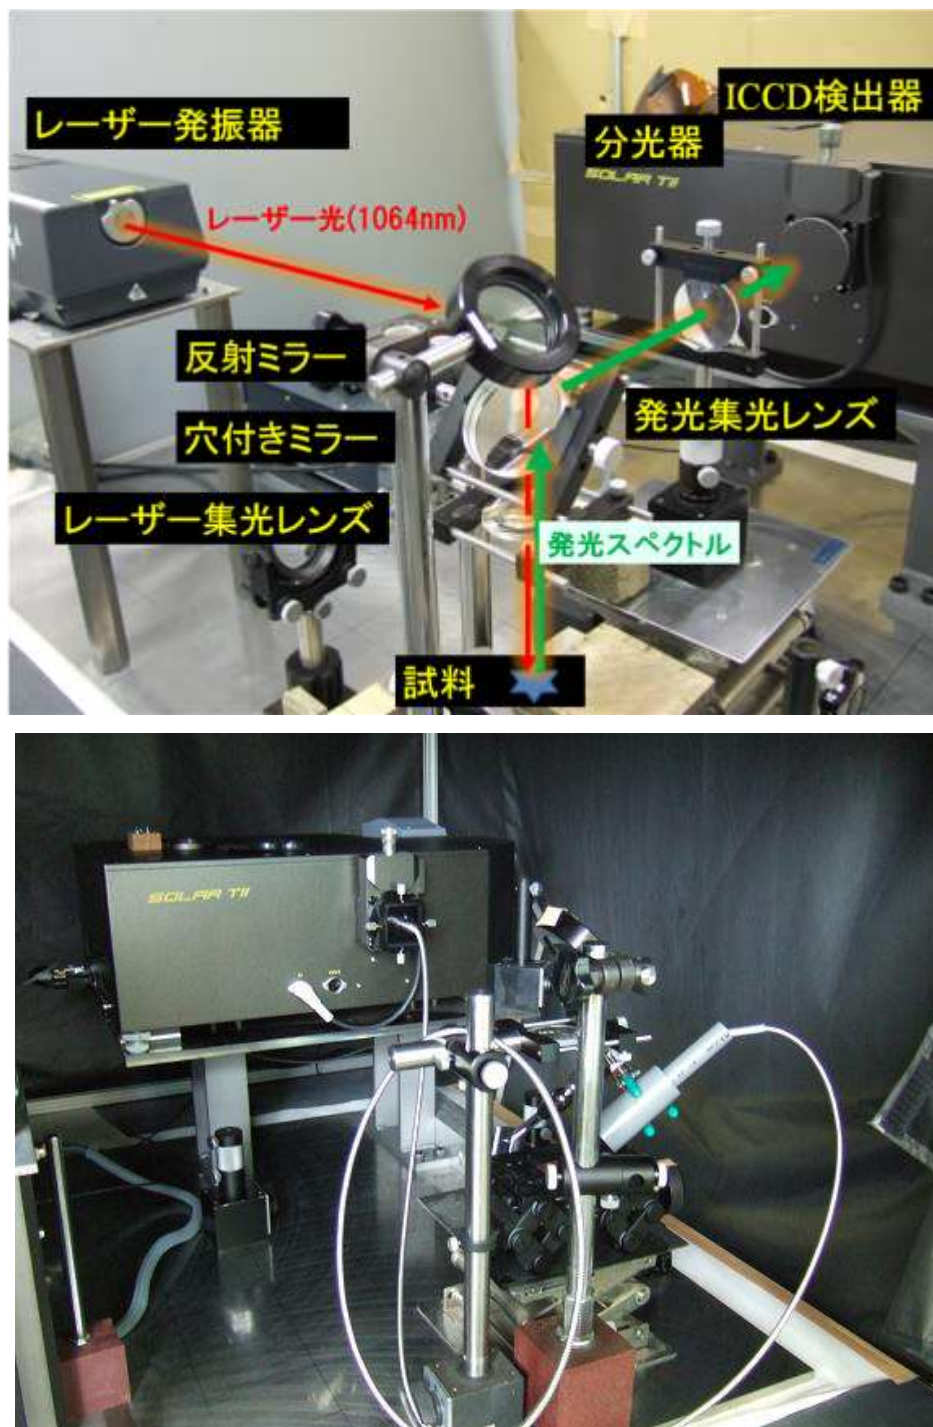 ICCD検出器
レーザー発振器
分光器
SOLAR TII
レーザー光(1064nm)
反射ミラー
発光集光レンズ
穴付きミラー
レーザー集光レンズ
発光スペクトル
試料
SOLAR TII